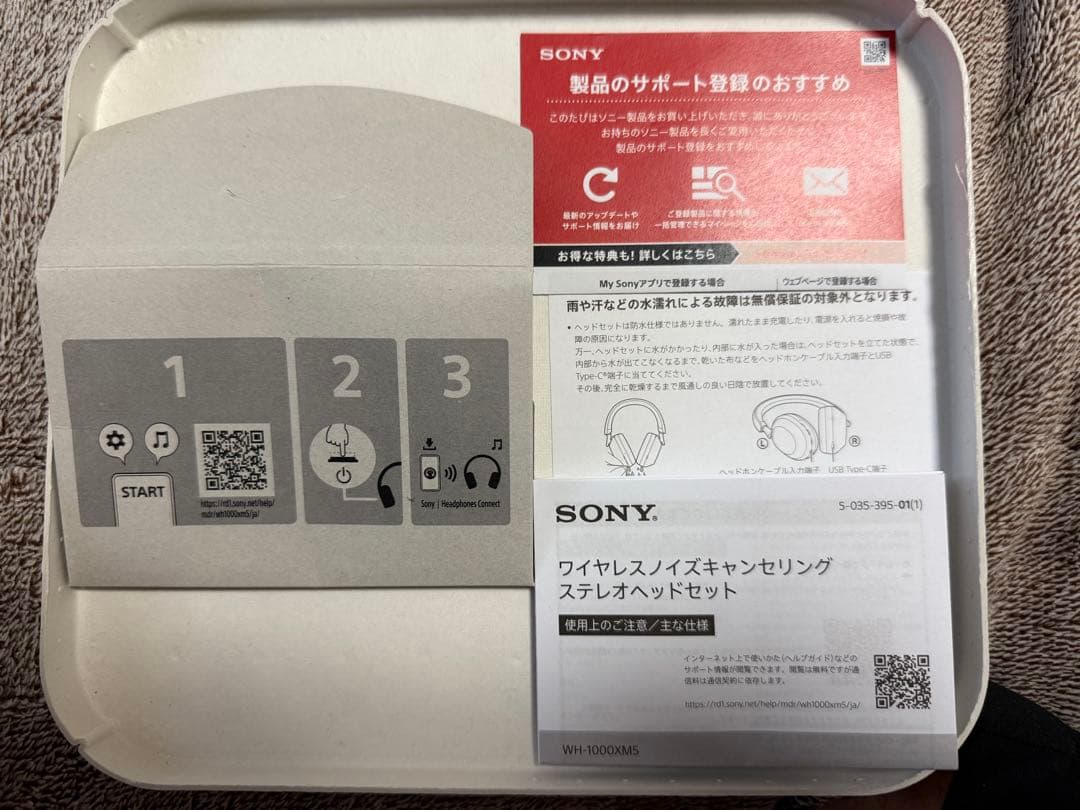 1
START
https://rd1.sony.net/help/
mdr/wh1000xm5/ja/
2
3
Sony | Headphones Connect
SONY
製品のサポート登録のおすすめ
このたびはソニー製品をお買い上げいただき、誠にありがとうございます。
お持ちのソニー製品を長くご愛用いただくために、
製品のサポート登録をおすすめ
最新のアップデートや
サポート情報をお届け
ご登録製品に関する情報を
一括管理できるマイページ
お得な特典も! 詳しくはこちら
My Sonyアプリで登録する場合
ウェブページで登録する場合
雨や汗などの水濡れによる故障は無償保証の対象外となります。
• ヘッドセットは防水仕様ではありません。濡れたまま充電したり、電源を入れると焼損や故
障の原因になります。
万一、ヘッドセットに水がかかったり、内部に水が入った場合は、ヘッドセットを立てた状態で、
内部から水が出てこなくなるまで、乾いた布などをヘッドホンケーブル入力端子とUSB
Type-C®端子に当ててください。
その後、完全に乾燥するまで風通しの良い日陰で放置してください。
L
R
ヘッドホンケーブル入力端子 USB Type-C端子
SONY®
5-035-395-01(1)
ワイヤレスノイズキャンセリング
ステレオヘッドセット
使用上のご注意/主な仕様
インターネット上で使いかた(ヘルプガイド)などの
サポート情報が閲覧できます。閲覧は無料ですが通
信料は通信契約に依存します。
https://rd1.sony.net/help/mdr/wh1000xm5/ja/
WH-1000XM5